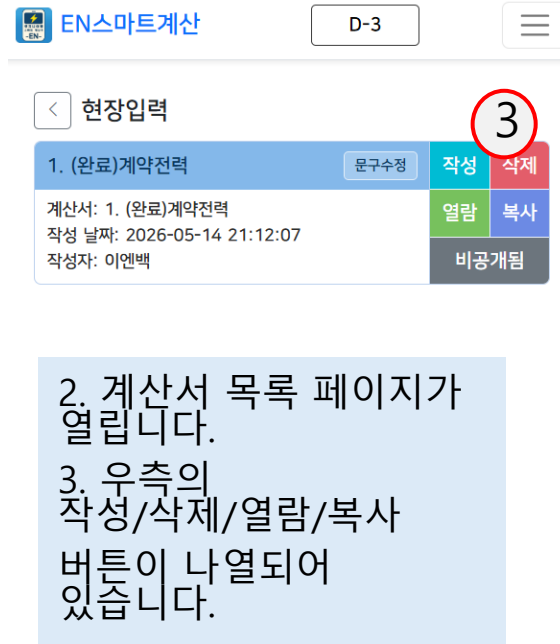 EN스마트계산
D-3
현장입력
3
1. (완료)계약전력
문구수정
작성
삭제
계산서: 1. (완료)계약전력
작성 날짜: 2026-05-14 21:12:07
작성자: 이엔백
열람
복사
비공개됨
2. 계산서 목록 페이지가
열립니다.
3. 우측의
작성/삭제/열람/복사
버튼이 나열되어
있습니다.